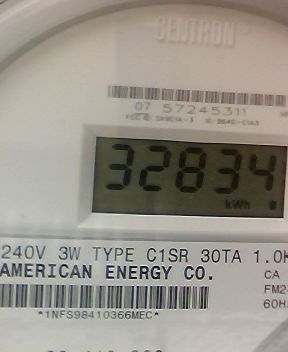 CENTRON
07 57245311
32834
kWh
240V 3W TYPE C1SR 30TA 1.0K
AMERICAN ENERGY CO.
CA
FM2
60H
*1NFS98410366MEC*